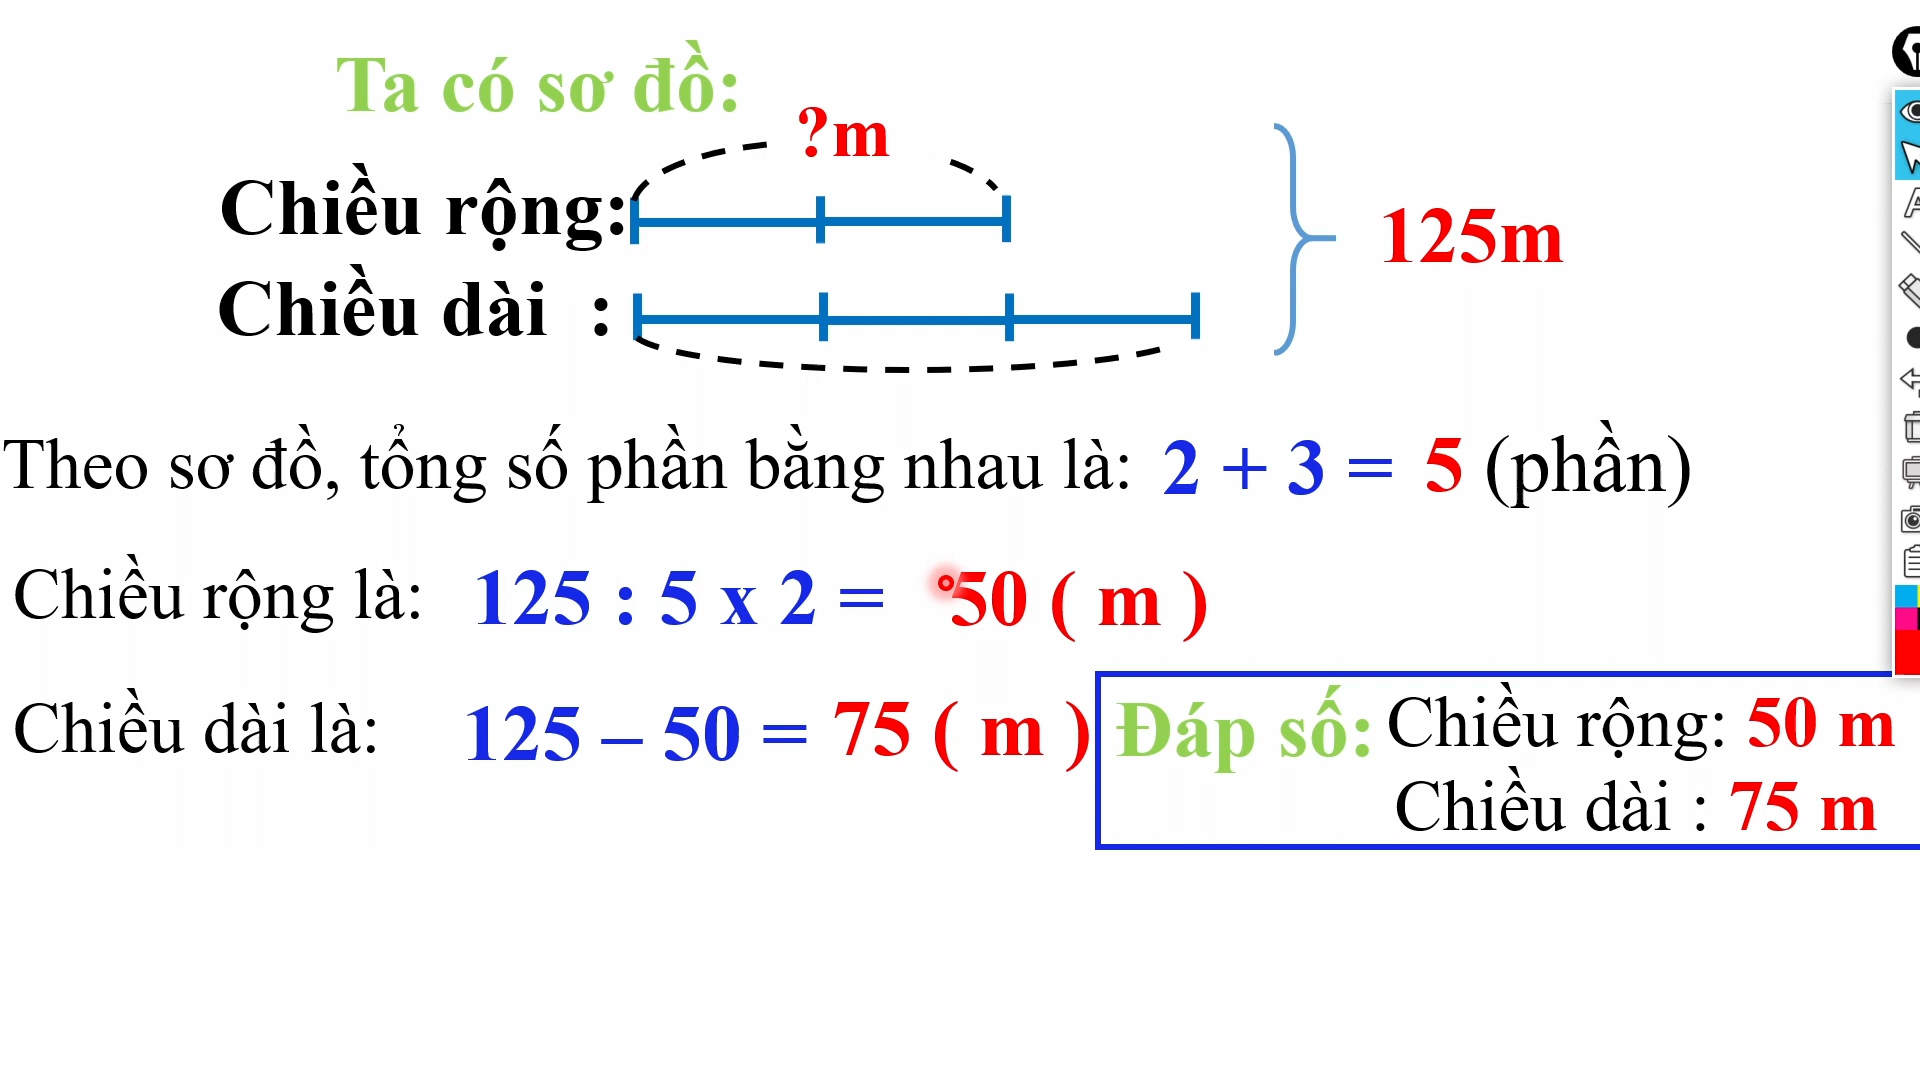 Ta có sơ đồ:
?m
Chiều rộng:
125m
Chiều dài :
Theo sơ đồ, tổng số phần bằng nhau là: 2 + 3 = 5 (phần)
Chiều rộng là: 125 : 5 x 2 = 50 ( m )
Chiều dài là: 125 – 50 = 75 ( m )
Đáp số: Chiều rộng: 50 m
Chiều dài : 75 m